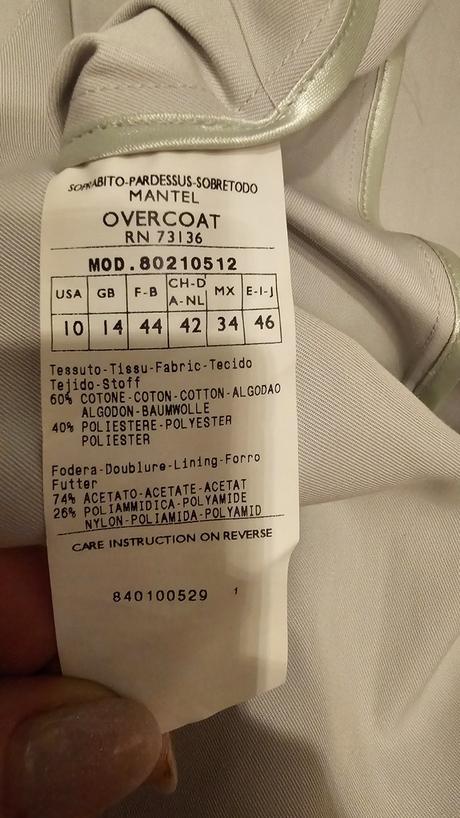 SOPRABITO-PARDESSUS-SOBRETODO
MANTEL
OVERCOAT
RN 73136
MOD.80210512
USA GB F-B CH-D A-NL MX E-I-J
10 14 44 42 34 46
Tessuto-Tissu-Fabric-Tecido
Tejido-Stoff
60% COTONE-COTON-COTTON-ALGODAO
ALGODON-BAUMWOLLE
40% POLIESTERE-POLYESTER
POLIESTER
Fodera-Doublure-Lining-Forro
Futter
74% ACETATO-ACETATE-ACETAT
26% POLIAMMIDICA-POLYAMIDE
NYLON-POLIAMIDA-POLYAMID
CARE INSTRUCTION ON REVERSE
840100529 1